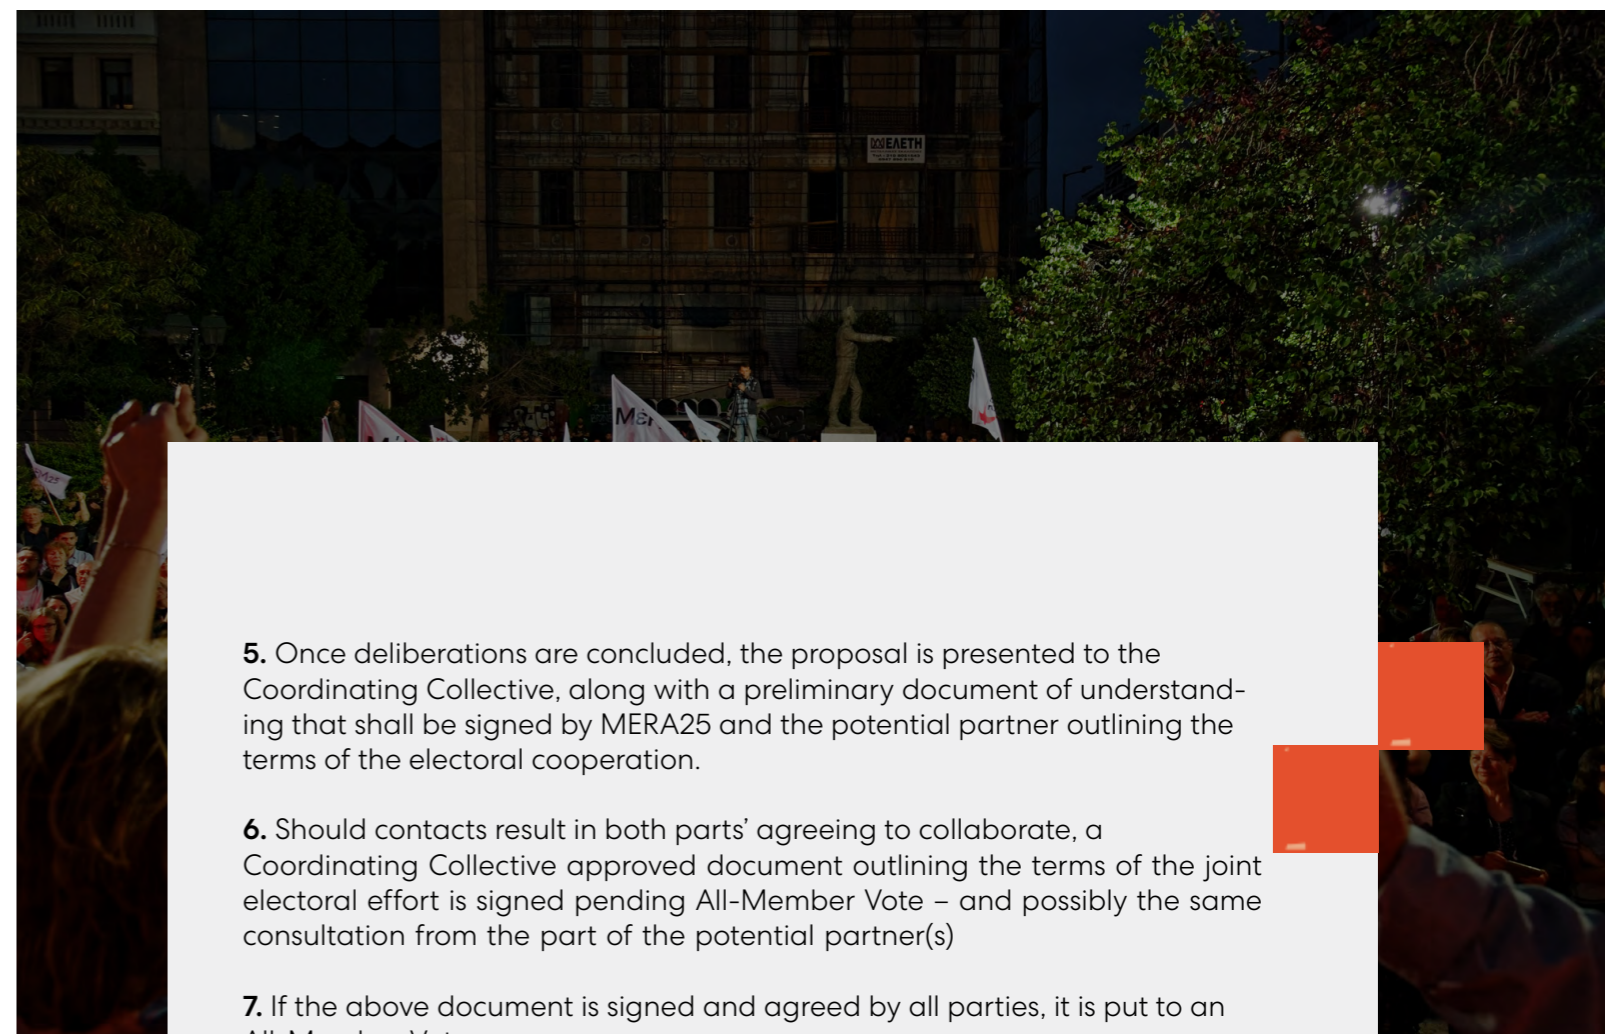 ΜΕΛΕΤΗ
Μέρ
5. Once deliberations are concluded, the proposal is presented to the
Coordinating Collective, along with a preliminary document of understand-
ing that shall be signed by MERA25 and the potential partner outlining the
terms of the electoral cooperation.
6. Should contacts result in both parts’ agreeing to collaborate, a
Coordinating Collective approved document outlining the terms of the joint
electoral effort is signed pending All-Member Vote – and possibly the same
consultation from the part of the potential partner(s)
7. If the above document is signed and agreed by all parties, it is put to an